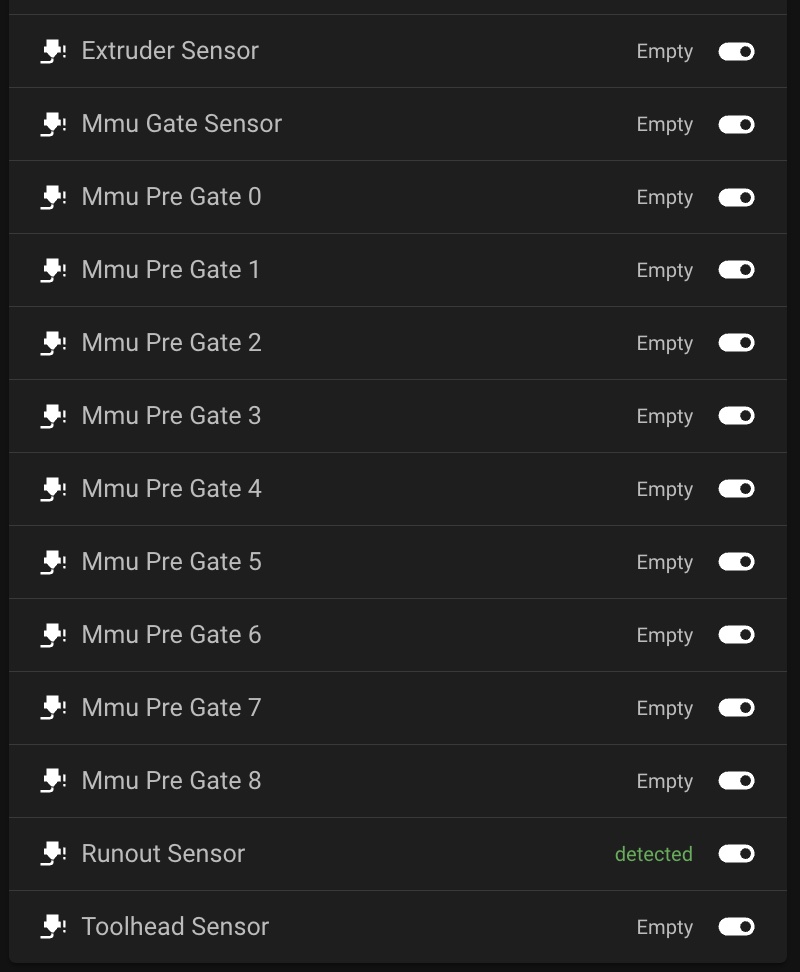 Extruder Sensor Empty
Mmu Gate Sensor Empty
Mmu Pre Gate 0 Empty
Mmu Pre Gate 1 Empty
Mmu Pre Gate 2 Empty
Mmu Pre Gate 3 Empty
Mmu Pre Gate 4 Empty
Mmu Pre Gate 5 Empty
Mmu Pre Gate 6 Empty
Mmu Pre Gate 7 Empty
Mmu Pre Gate 8 Empty
Runout Sensor detected
Toolhead Sensor Empty